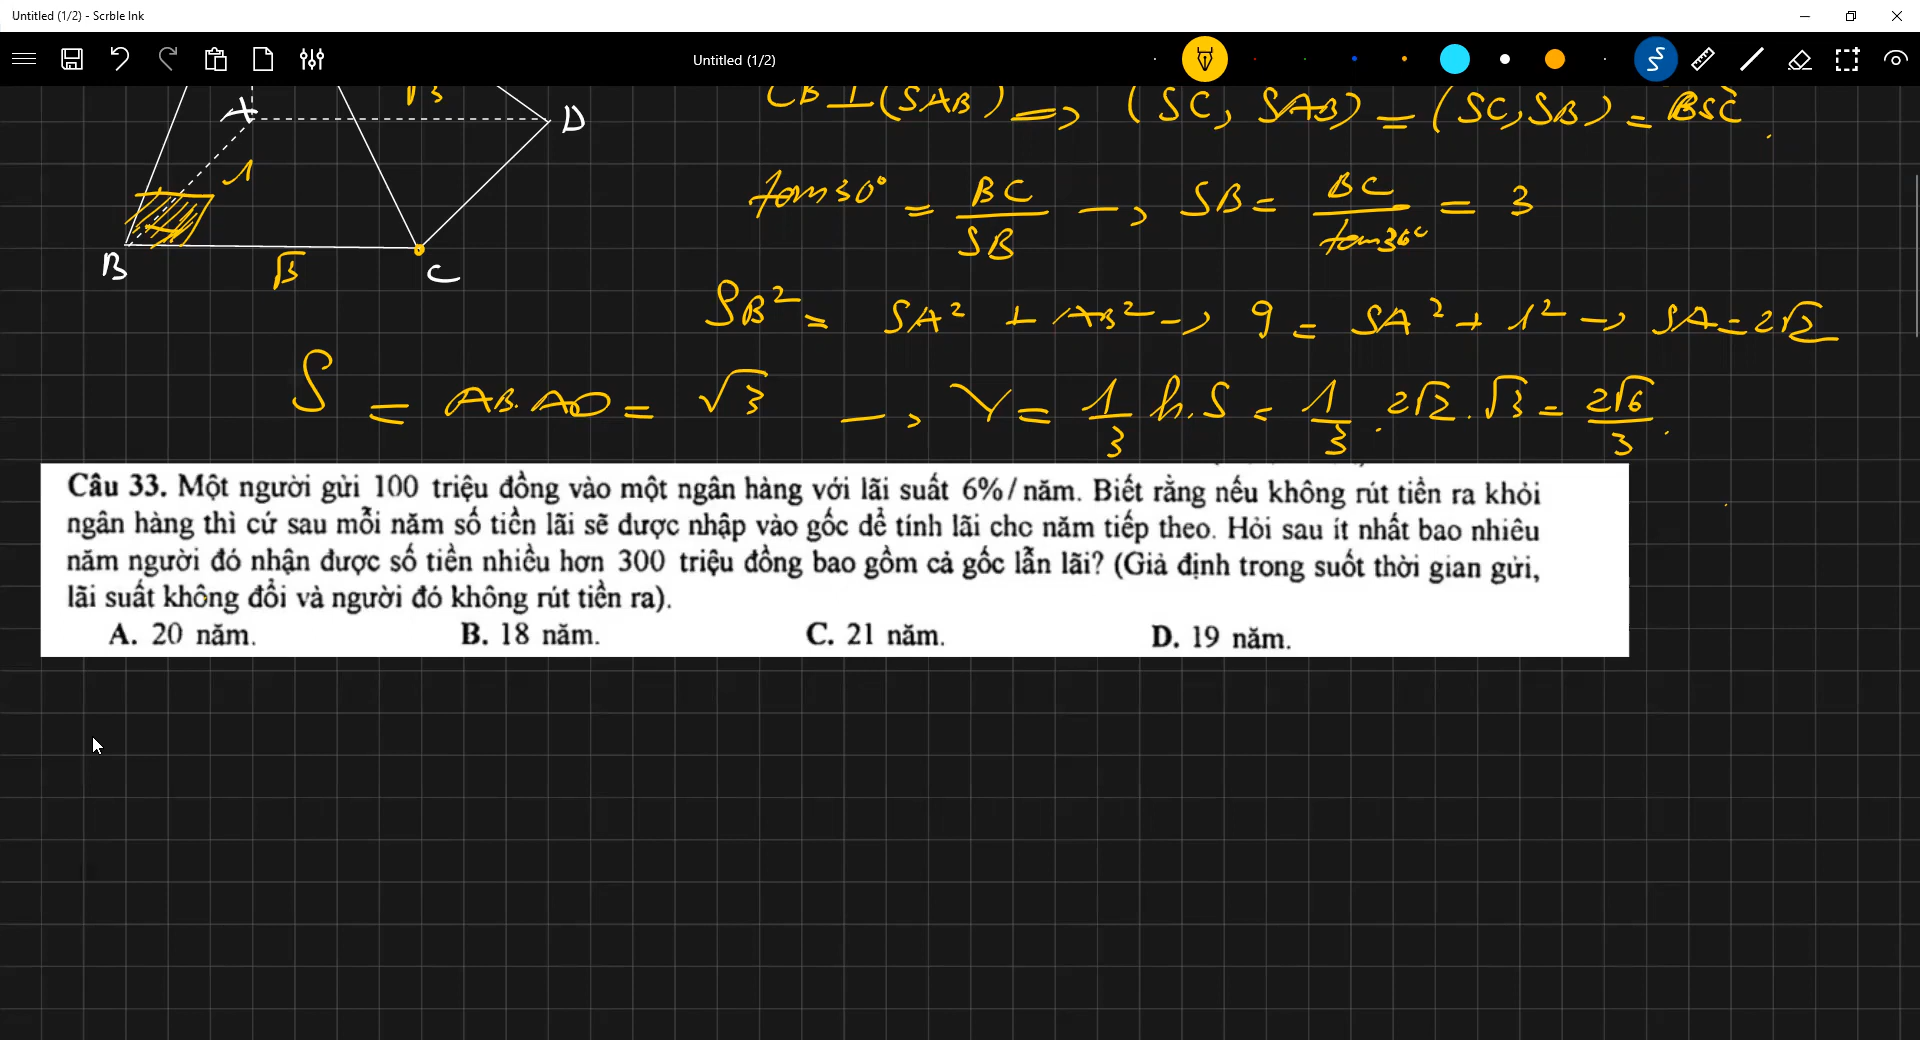 Untitled (1/2) - Scrble Ink
Untitled (1/2)
A
D
√3
CB ⊥ (SAB) => (SC, SAB) = (SC, SB) = BSC
1
tan30° = BC/SB -> SB = BC/tan30° = 3
B
√3
C
SB² = SA² + AB² -> 9 = SA² + 1² -> SA = 2√2
S = AB.AD = √3 -> V = 1/3 h.S = 1/3 . 2√2 . √3 = 2√6/3.
Câu 33. Một người gửi 100 triệu đồng vào một ngân hàng với lãi suất 6%/năm. Biết rằng nếu không rút tiền ra khỏi
ngân hàng thì cứ sau mỗi năm số tiền lãi sẽ được nhập vào gốc để tính lãi cho năm tiếp theo. Hỏi sau ít nhất bao nhiêu
năm người đó nhận được số tiền nhiều hơn 300 triệu đồng bao gồm cả gốc lẫn lãi? (Giả định trong suốt thời gian gửi,
lãi suất không đổi và người đó không rút tiền ra).
A. 20 năm. B. 18 năm. C. 21 năm. D. 19 năm.